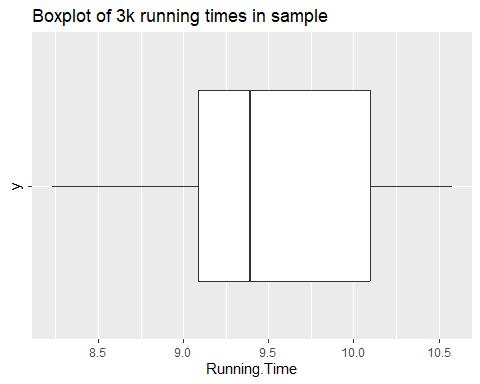 Boxplot of 3k running times in sample
y
8.5 9.0 9.5 10.0 10.5
Running.Time